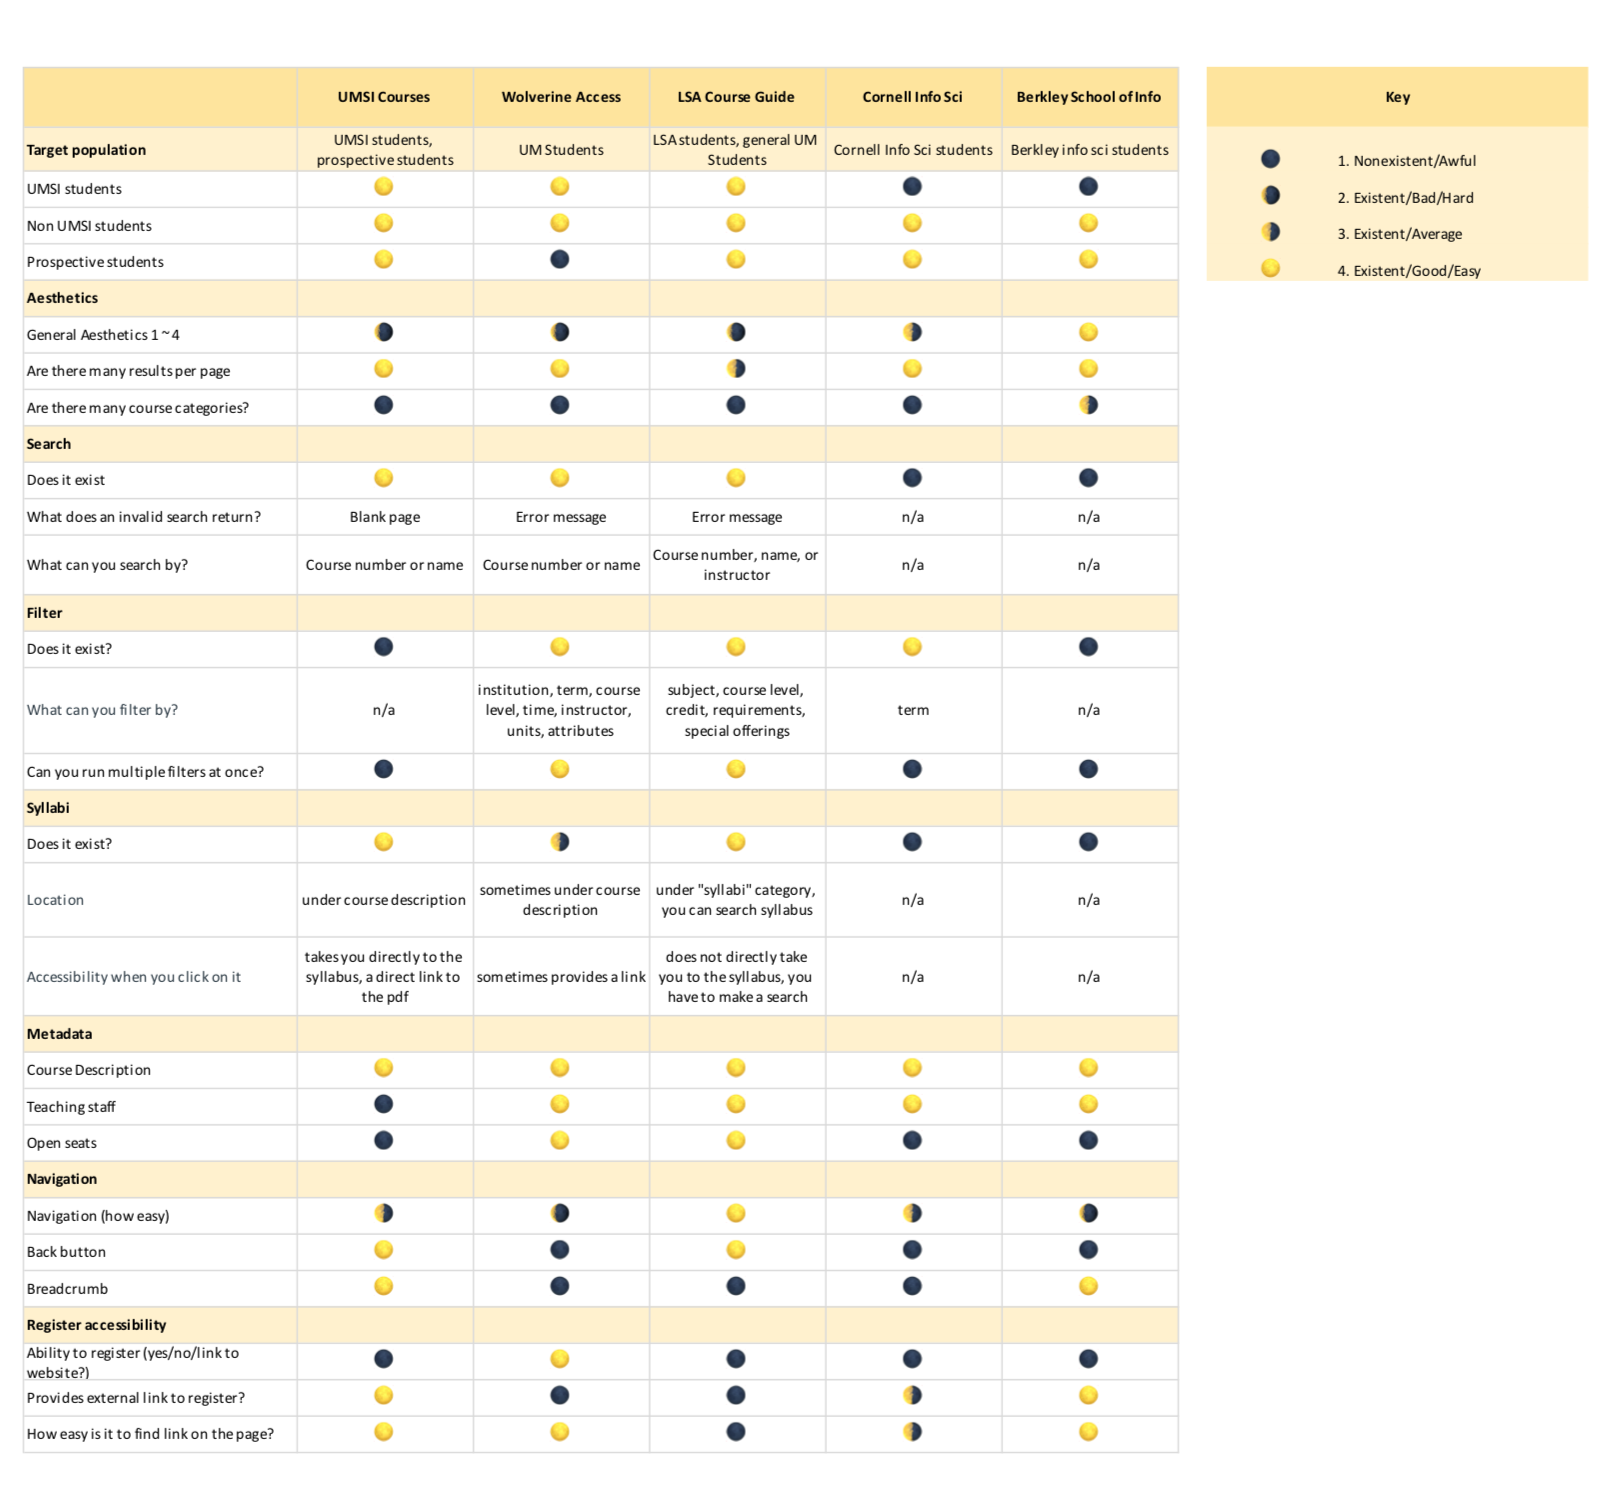 UMSI Courses
Wolverine Access
LSA Course Guide
Cornell Info Sci
Berkley School of Info
Key
Target population
UMSI students,
prospective students
UM Students
LSA students, general UM
Students
Cornell Info Sci students
Berkley info sci students
1. Nonexistent/Awful
2. Existent/Bad/Hard
3. Existent/Average
4. Existent/Good/Easy
UMSI students
Non UMSI students
Prospective students
Aesthetics
General Aesthetics 1 ~ 4
Are there many results per page
Are there many course categories?
Search
Does it exist
What does an invalid search return?
Blank page
Error message
Error message
n/a
n/a
What can you search by?
Course number or name
Course number or name
Course number, name, or
instructor
n/a
n/a
Filter
Does it exist?
What can you filter by?
n/a
institution, term, course
level, time, instructor,
units, attributes
subject, course level,
credit, requirements,
special offerings
term
n/a
Can you run multiple filters at once?
Syllabi
Does it exist?
Location
under course description
sometimes under course
description
under "syllabi" category,
you can search syllabus
n/a
n/a
Accessibility when you click on it
takes you directly to the
syllabus, a direct link to
the pdf
sometimes provides a link
does not directly take
you to the syllabus, you
have to make a search
n/a
n/a
Metadata
Course Description
Teaching staff
Open seats
Navigation
Navigation (how easy)
Back button
Breadcrumb
Register accessibility
Ability to register (yes/no/link to
website?)
Provides external link to register?
How easy is it to find link on the page?